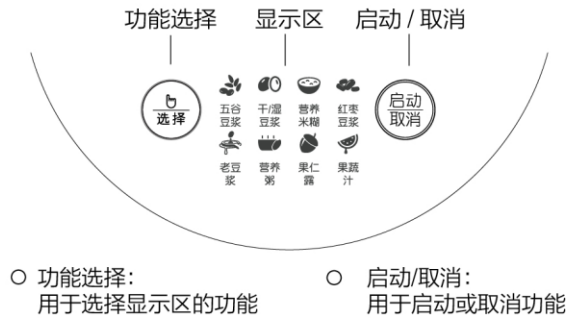 功能选择 显示区 启动 / 取消
选择
五谷 干/湿 营养 红枣
豆浆 豆浆 米糊 豆浆
启动
取消
老豆 营养 果仁 果蔬
浆 粥 露 汁
功能选择： 启动/取消：
用于选择显示区的功能 用于启动或取消功能